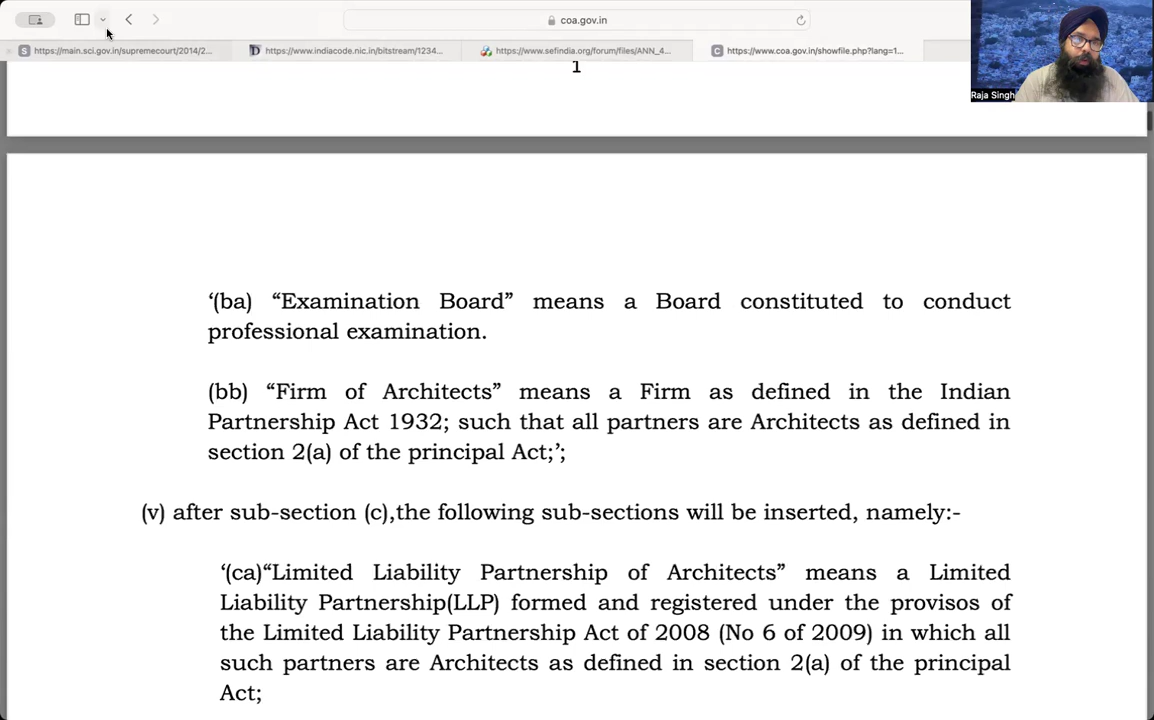 coa.gov.in
https://main.sci.gov.in/supremecourt/2014/2...
https://www.indiacode.nic.in/bitstream/1234...
https://www.sefindia.org/forum/files/ANN_4...
https://www.coa.gov.in/showfile.php?lang=1...
Raja Singh
1
‘(ba) “Examination Board” means a Board constituted to conduct
professional examination.
(bb) “Firm of Architects” means a Firm as defined in the Indian
Partnership Act 1932; such that all partners are Architects as defined in
section 2(a) of the principal Act;’;
(v) after sub-section (c),the following sub-sections will be inserted, namely:-
‘(ca)“Limited Liability Partnership of Architects” means a Limited
Liability Partnership(LLP) formed and registered under the provisos of
the Limited Liability Partnership Act of 2008 (No 6 of 2009) in which all
such partners are Architects as defined in section 2(a) of the principal
Act;